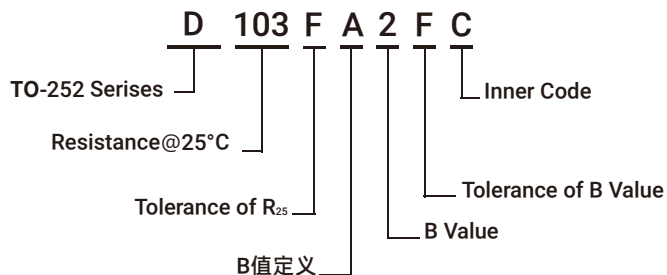 D 103 F A 2 F C
TO-252 Serises
Inner Code
Resistance@25°C
Tolerance of B Value
Tolerance of R25
B Value
B值定义